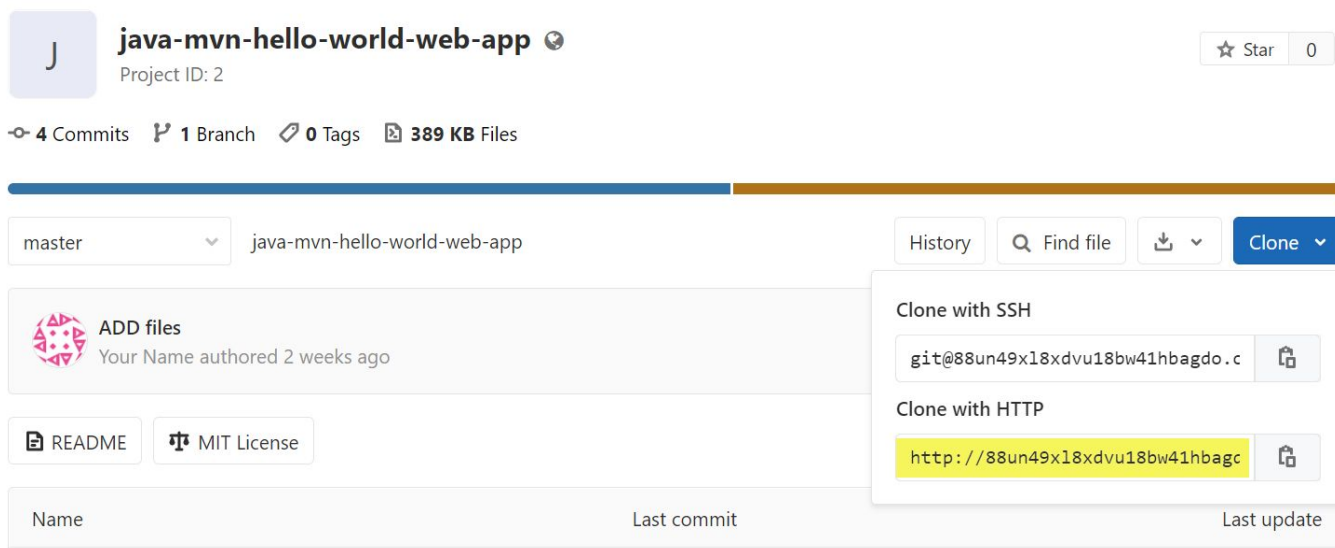 J
java-mvn-hello-world-web-app
Project ID: 2
Star 0
4 Commits 1 Branch 0 Tags 389 KB Files
master java-mvn-hello-world-web-app History Find file Clone
Clone with SSH
ADD files
Your Name authored 2 weeks ago
git@88un49xl8xdvu18bw41hbagdo.c
Clone with HTTP
README MIT License
http://88un49xl8xdvu18bw41hbagd
Name Last commit Last update